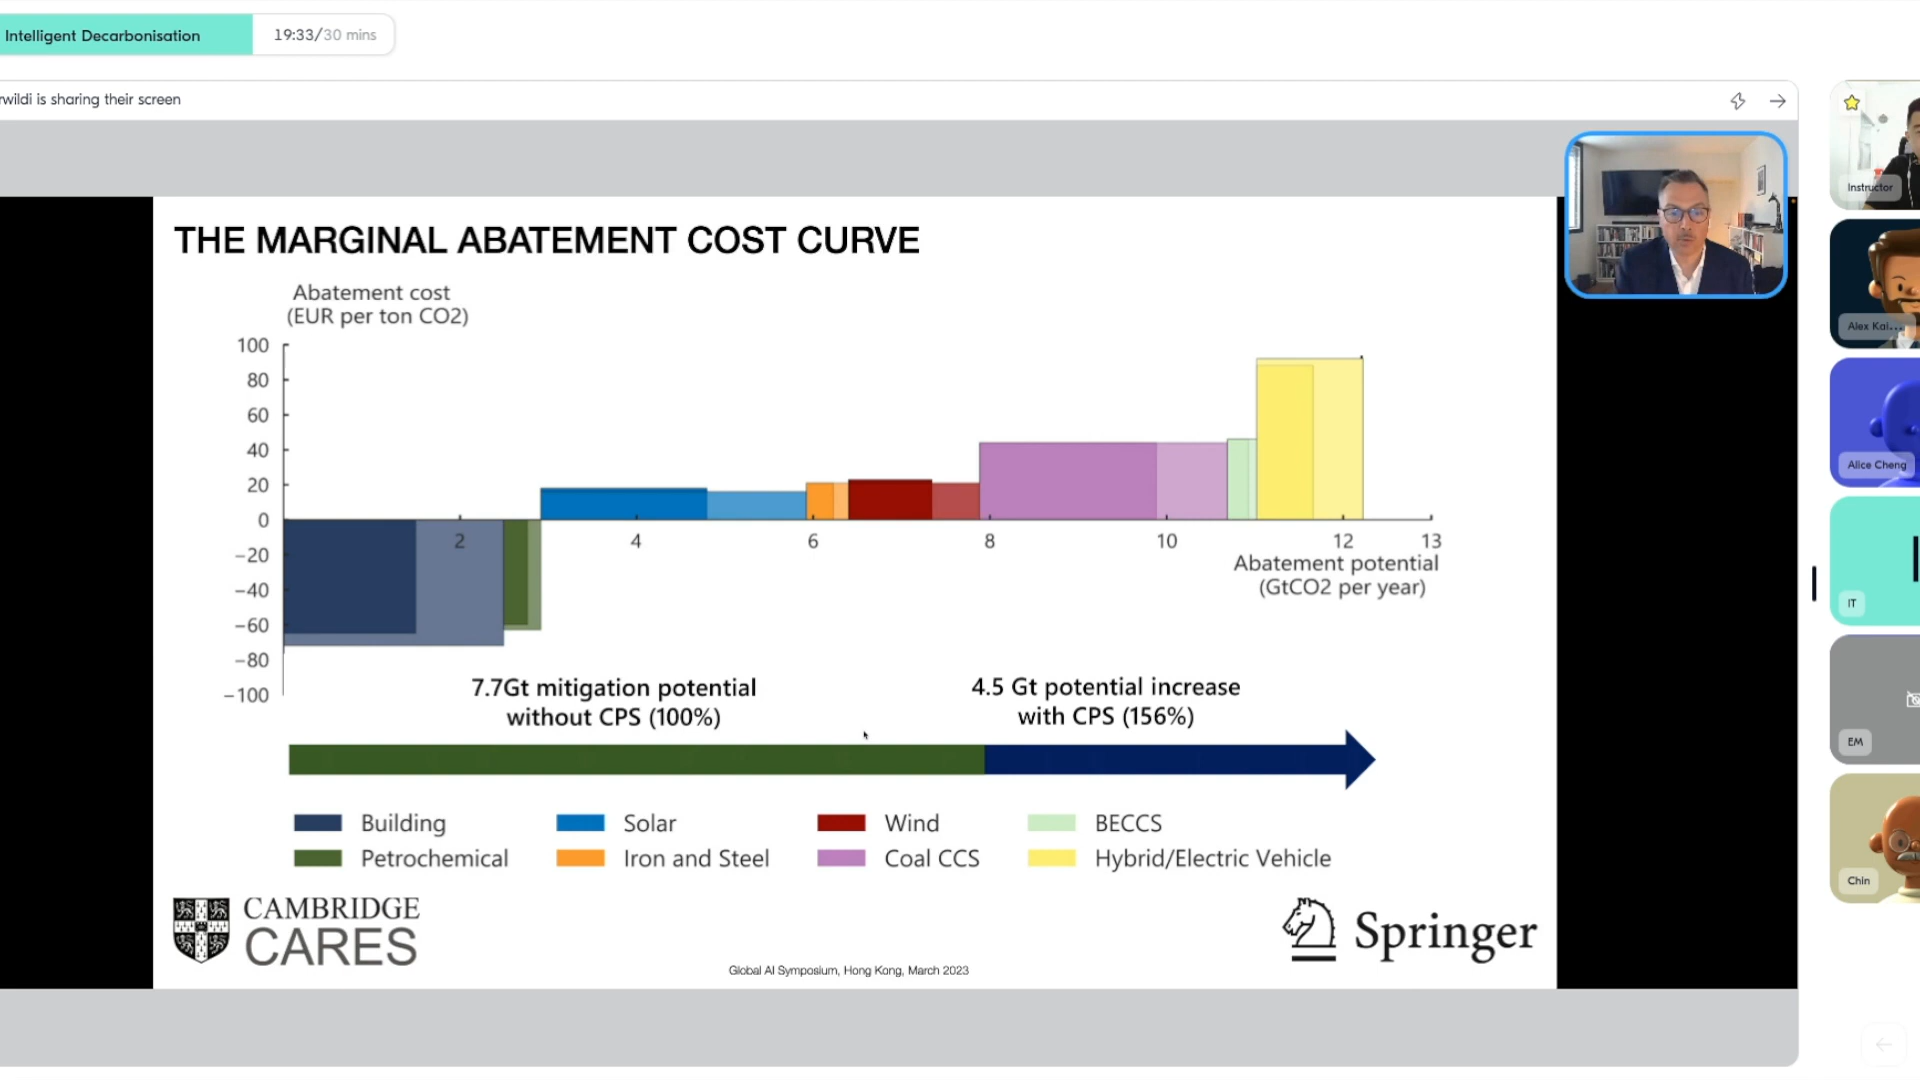 Intelligent Decarbonisation
19:33/30 mins
rwildi is sharing their screen
THE MARGINAL ABATEMENT COST CURVE
Abatement cost
(EUR per ton CO2)
100
80
60
40
20
0
−20
−40
−60
−80
−100
2
4
6
8
10
12
13
Abatement potential
(GtCO2 per year)
7.7Gt mitigation potential
without CPS (100%)
4.5 Gt potential increase
with CPS (156%)
Building
Solar
Wind
BECCS
Petrochemical
Iron and Steel
Coal CCS
Hybrid/Electric Vehicle
CAMBRIDGE
CARES
Springer
Global AI Symposium, Hong Kong, March 2023
Instructor
Alex Kai...
Alice Cheng
IT
EM
Chin